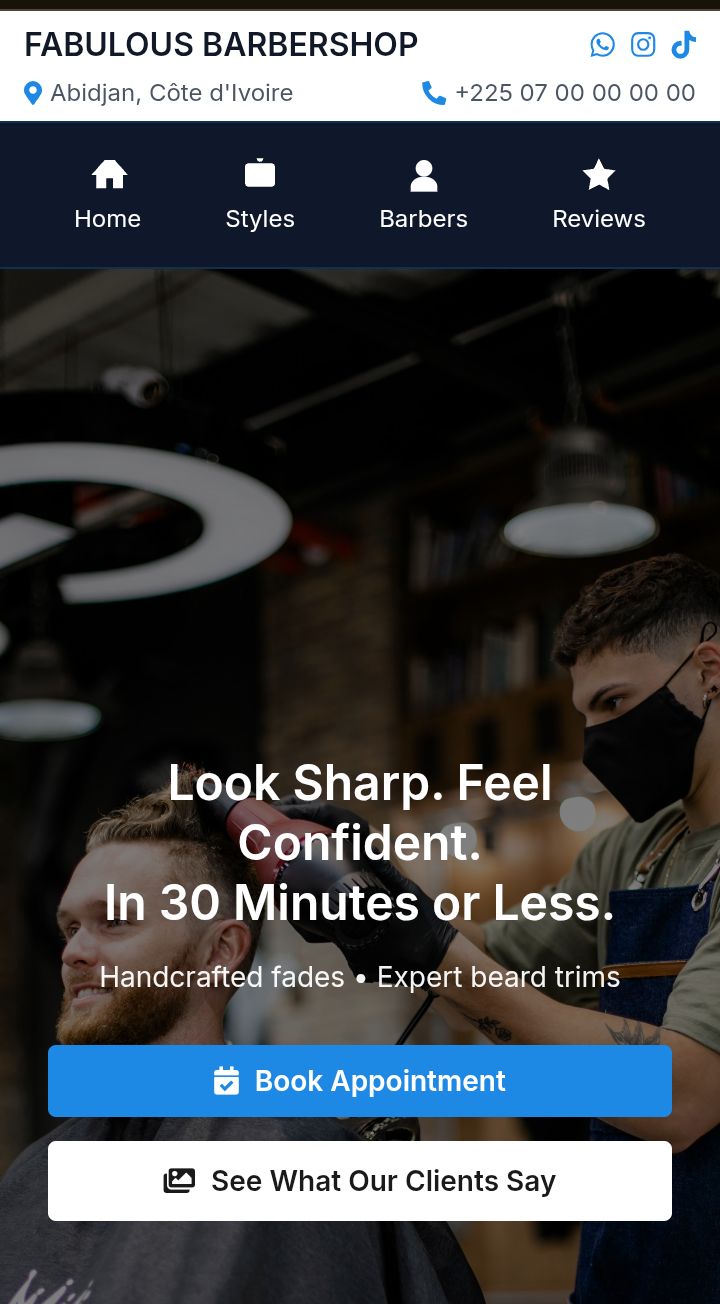 FABULOUS BARBERSHOP
Abidjan, Côte d'Ivoire
+225 07 00 00 00 00
Home
Styles
Barbers
Reviews
Look Sharp. Feel
Confident.
In 30 Minutes or Less.
Handcrafted fades • Expert beard trims
Book Appointment
See What Our Clients Say